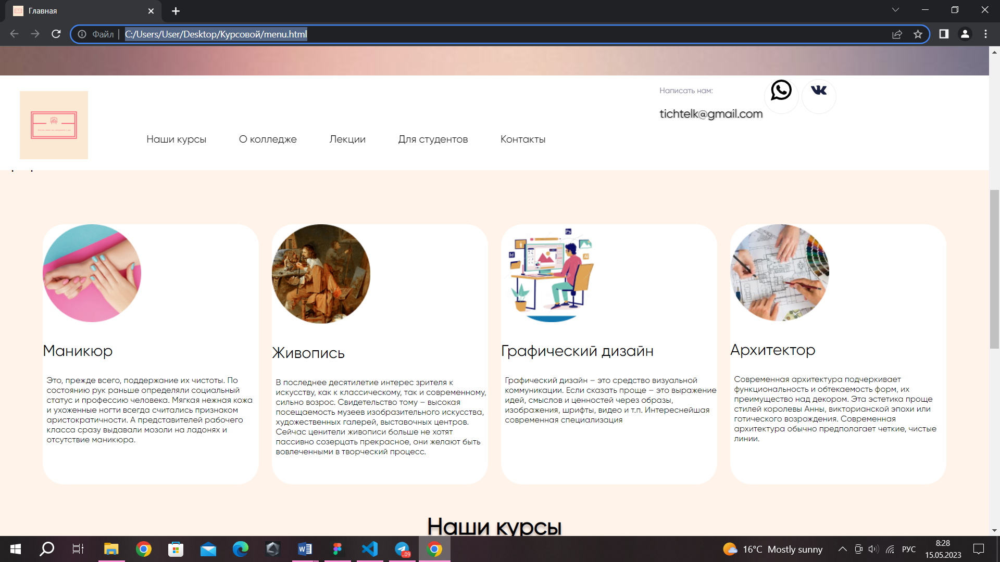 Главная
Файл
C:/Users/User/Desktop/Курсовой/menu.html
Написать нам:
tichtelk@gmail.com
Наши курсы
О колледже
Лекции
Для студентов
Контакты
Маникюр
Это, прежде всего, поддержание их чистоты. По
состоянию рук раньше определяли социальный
статус и профессию человека. Мягкая нежная кожа
и ухоженные ногти всегда считались признаком
аристократичности. А представителей рабочего
класса сразу выдавали мозоли на ладонях и
отсутствие маникюра.
Живопись
В последнее десятилетие интерес зрителя к
искусству, как к классическому, так и современному,
сильно возрос. Свидетельство тому – высокая
посещаемость музеев изобразительного искусства,
художественных галерей, выставочных центров.
Сейчас ценители живописи больше не хотят
пассивно созерцать прекрасное, они желают быть
вовлеченными в творческий процесс.
Ps
Id
Ai
Графический дизайн
Графический дизайн – это средство визуальной
коммуникации. Если сказать проще – это выражение
идей, смыслов и ценностей через образы,
изображения, шрифты, видео и т.п. Интереснейшая
современная специализация
Архитектор
Современная архитектура подчеркивает
функциональность и обтекаемость форм, их
преимущество над декором. Эта эстетика проще
стилей королевы Анны, викторианской эпохи или
готического возрождения. Современная
архитектура обычно предполагает четкие, чистые
линии.
Наши курсы
..09
16°C Mostly sunny
РУС
8:28
15.05.2023